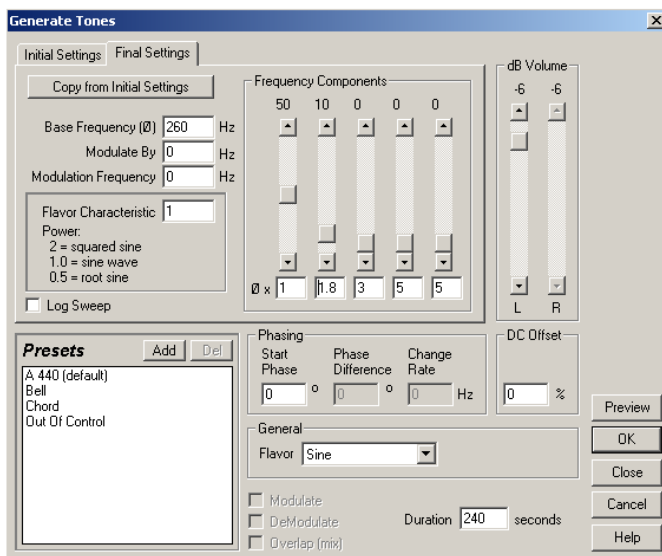 Generate Tones
Initial Settings Final Settings
Copy from Initial Settings
Base Frequency (Ø) 260 Hz
Modulate By 0 Hz
Modulation Frequency 0 Hz
Flavor Characteristic 1
Power:
2 = squared sine
1.0 = sine wave
0.5 = root sine
Log Sweep
Frequency Components
50 10 0 0 0
Ø x 1 1.8 3 5 5
dB Volume
-6 -6
L R
Presets Add Del
A 440 (default)
Bell
Chord
Out Of Control
Phasing
Start Phase Change
Phase Difference Rate
0 º 0 º 0 Hz
DC Offset
0 %
General
Flavor Sine
Modulate
DeModulate
Overlap (mix)
Duration 240 seconds
Preview
OK
Close
Cancel
Help